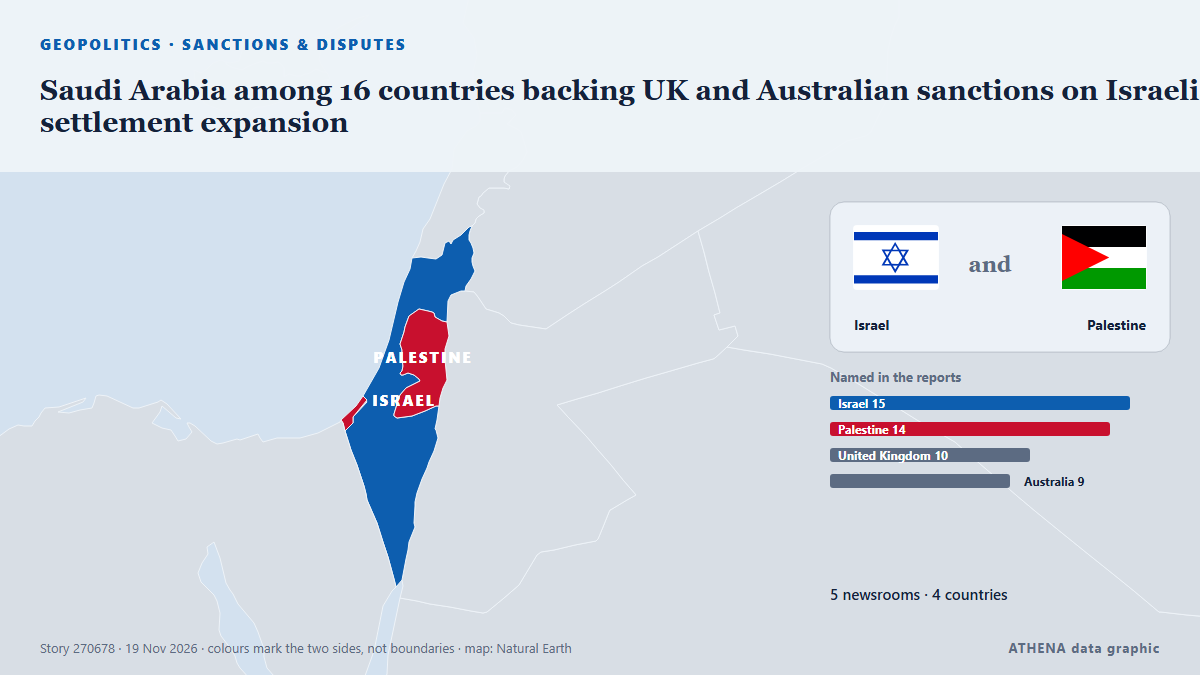 GEOPOLITICS · SANCTIONS & DISPUTES
Saudi Arabia among 16 countries backing UK and Australian sanctions on Israeli
settlement expansion
and
Israel
Palestine
PALESTINE
ISRAEL
Named in the reports
Israel 15
Palestine 14
United Kingdom 10
Australia 9
5 newsrooms · 4 countries
Story 270678 · 19 Nov 2026 · colours mark the two sides, not boundaries · map: Natural Earth
ATHENA data graphic